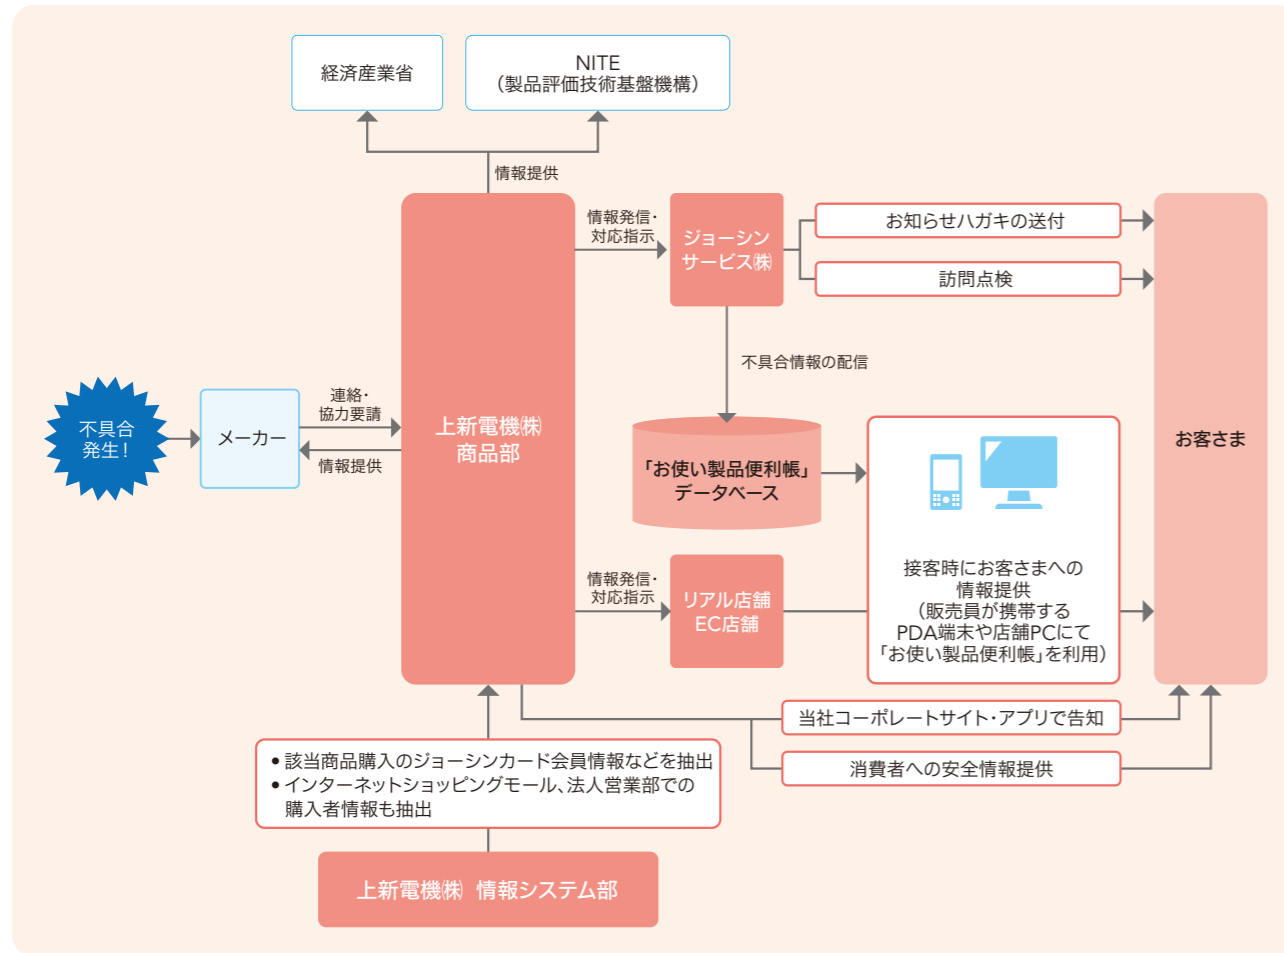 経済産業省
NITE
（製品評価技術基盤機構）
情報提供
情報発信・
対応指示
ジョーシン
サービス㈱
お知らせハガキの送付
訪問点検
不具合情報の配信
不具合
発生！
メーカー
連絡・
協力要請
情報提供
上新電機㈱
商品部
「お使い製品便利帳」
データベース
お客さま
接客時にお客さまへの
情報提供
（販売員が携帯する
PDA端末や店舗PCにて
「お使い製品便利帳」を利用）
情報発信・
対応指示
リアル店舗
EC店舗
当社コーポレートサイト・アプリで告知
消費者への安全情報提供
● 該当商品購入のジョーシンカード会員情報などを抽出
● インターネットショッピングモール、法人営業部での
購入者情報も抽出
上新電機㈱ 情報システム部